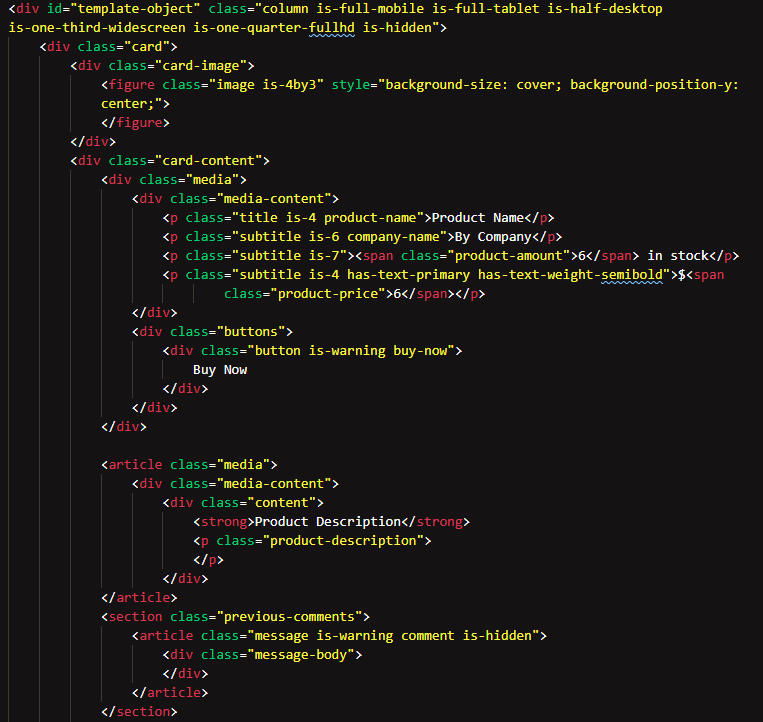 <div id="template-object" class="column is-full-mobile is-full-tablet is-half-desktop
is-one-third-widescreen is-one-quarter-fullhd is-hidden">
<div class="card">
<div class="card-image">
<figure class="image is-4by3" style="background-size: cover; background-position-y:
center;">
</figure>
</div>
<div class="card-content">
<div class="media">
<div class="media-content">
<p class="title is-4 product-name">Product Name</p>
<p class="subtitle is-6 company-name">By Company</p>
<p class="subtitle is-7"><span class="product-amount">6</span> in stock</p>
<p class="subtitle is-4 has-text-primary has-text-weight-semibold">$<span
class="product-price">6</span></p>
</div>
<div class="buttons">
<div class="button is-warning buy-now">
Buy Now
</div>
</div>
</div>
<article class="media">
<div class="media-content">
<div class="content">
<strong>Product Description</strong>
<p class="product-description">
</p>
</div>
</article>
<section class="previous-comments">
<article class="message is-warning comment is-hidden">
<div class="message-body">
</div>
</article>
</section>